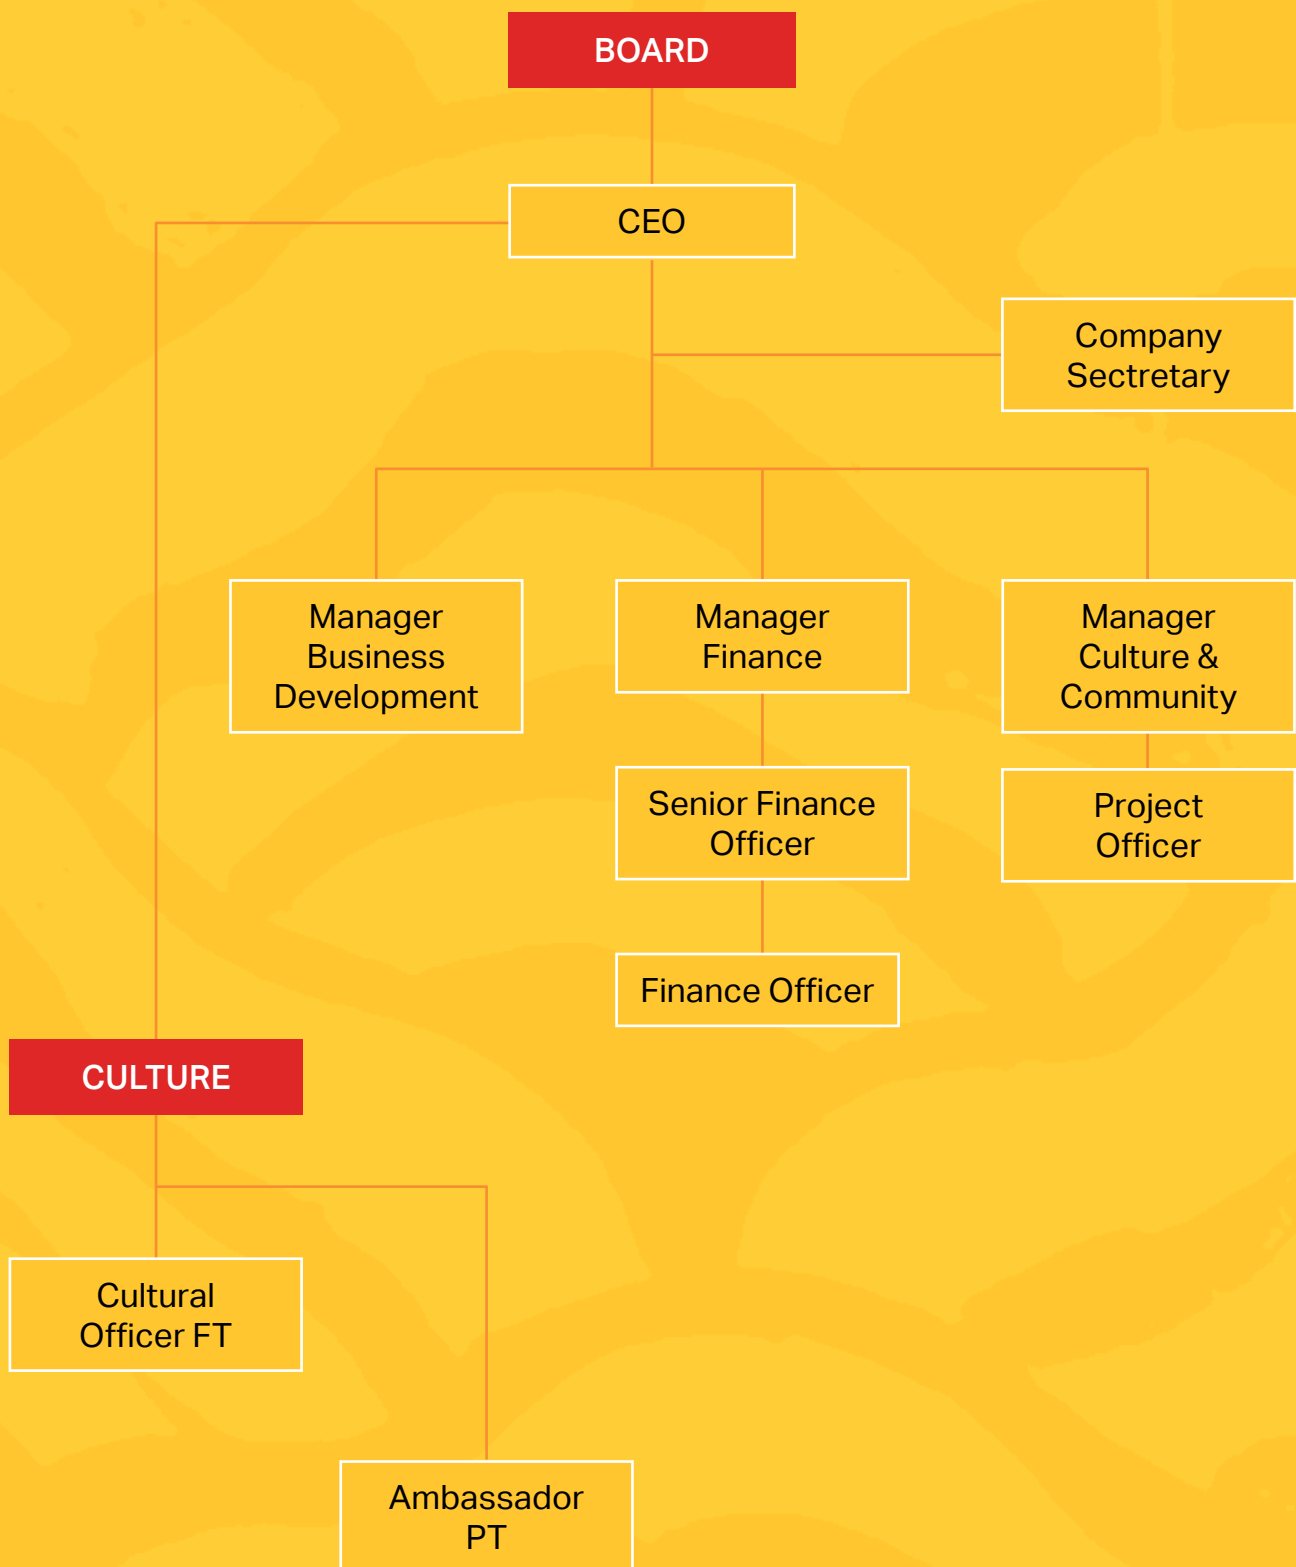 BOARD
CEO
Company
Sectretary
Manager
Business
Development
Manager
Finance
Manager
Culture &
Community
Senior Finance
Officer
Project
Officer
Finance Officer
CULTURE
Cultural
Officer FT
Ambassador
PT